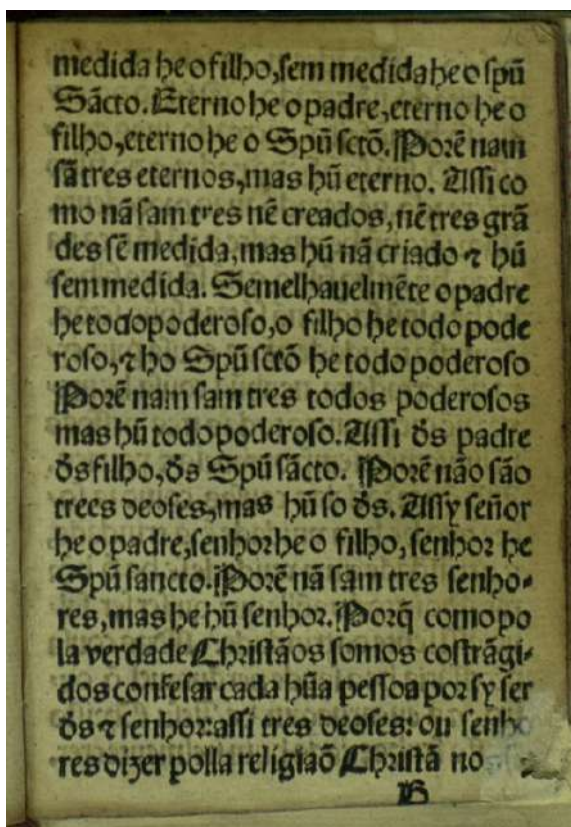 medida he o filho, sem medida he o spũ
Sãcto. Eterno he o padre, eterno he o
filho, eterno he o Spũ sctõ. Porẽ nam
sã tres eternos, mas hũ eterno. Assi co
mo nã sam tres nẽ creados, nẽ tres grã
des sẽ medida, mas hũ nã criado ⁊ hũ
sem medida. Semelhauelmẽte o padre
he todo poderoso, o filho he todo pode
roso, ⁊ ho Spũ sctõ he todo poderoso
Porẽ nam sam tres todos poderosos
mas hũ todo poderoso. Assi ds̃ padre
ds̃ filho, ds̃ Spũ sãcto. Porẽ não são
trees deoses, mas hũ so ds̃. Assy señor
he o padre, senhor he o filho, senhor he
Spũ sancto. Porẽ nã sam tres senho-
res, mas he hũ senhor. Porq̃ como po
la verdade Christãos somos costrãgi-
dos confesar cada hũa pessoa por sy ser
ds̃ ⁊ senhor: assi tres deoses: ou senho
res dizer polla religiaõ Christã no
B